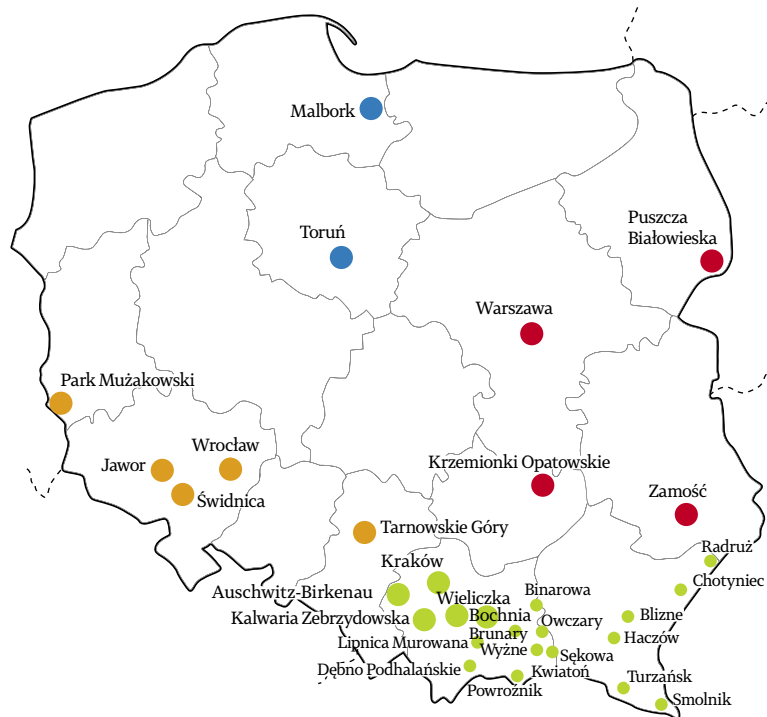 Malbork
Toruń
Puszcza
Białowieska
Warszawa
Park Mużakowski
Wrocław
Jawor
Świdnica
Krzemionki Opatowskie
Zamość
Tarnowskie Góry
Radruż
Kraków
Chotyniec
Auschwitz-Birkenau
Wieliczka
Binarowa
Kalwaria Zebrzydowska
Bochnia
Blizne
Owczary
Brunary
Wyżne
Lipnica Murowana
Haczów
Sękowa
Dębno Podhalańskie
Kwiatoń
Turzańsk
Powroźnik
Smolnik